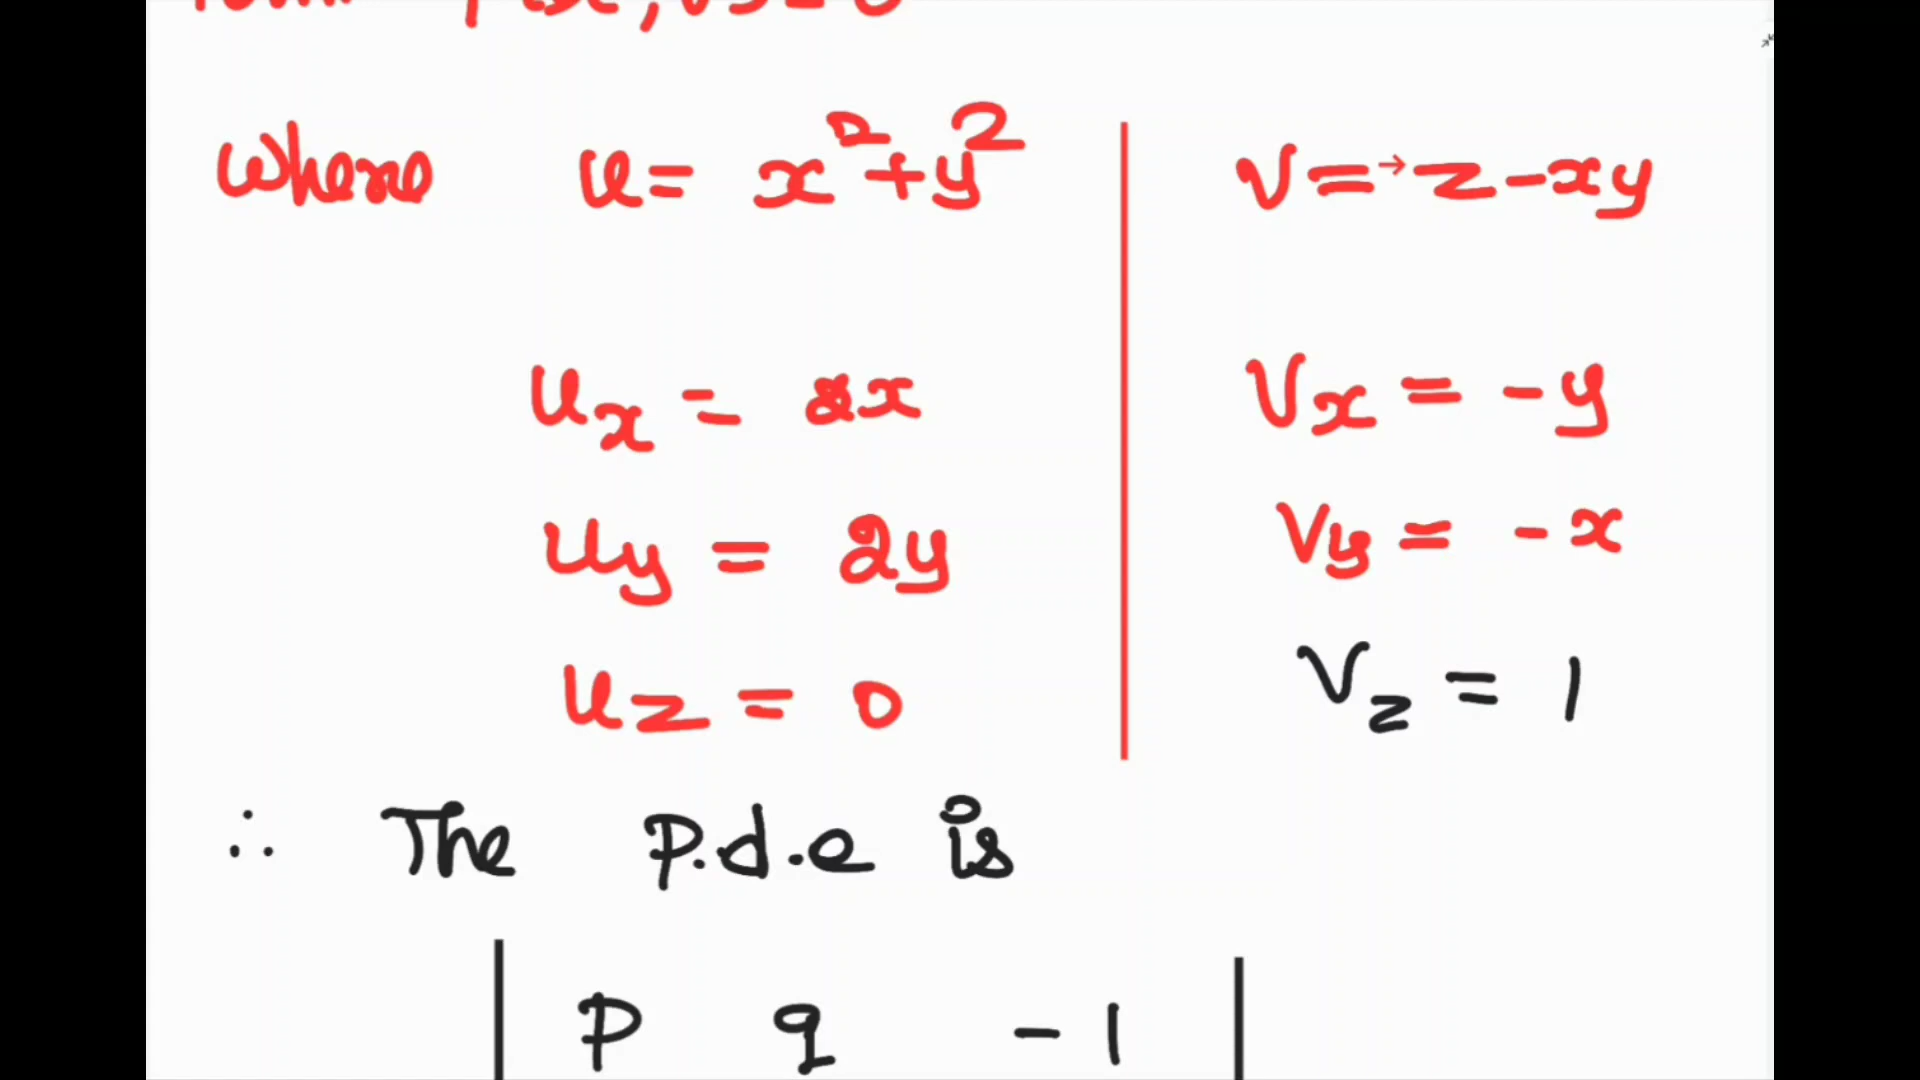 where u = x²+y² v = z - xy
uₓ = 2x vₓ = -y
u_y = 2y v_y = -x
u_z = 0 v_z = 1
∴ The p.d.e is
| p q -1 |